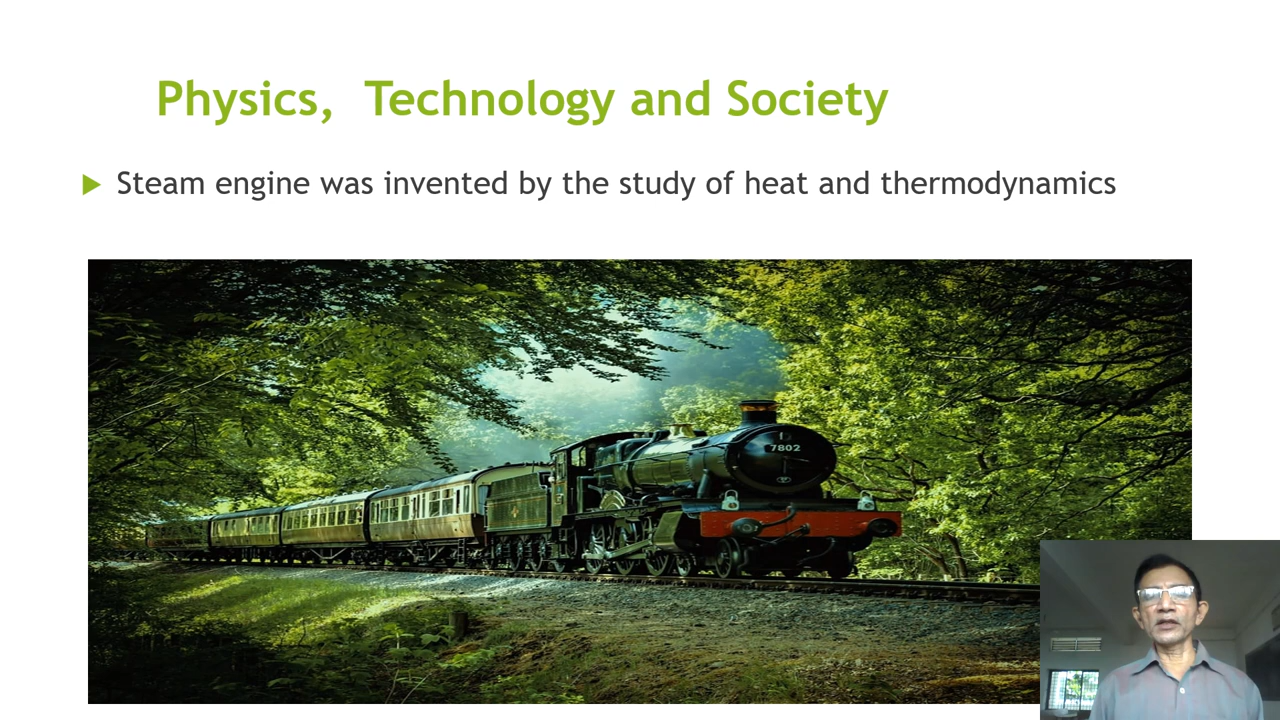 Physics, Technology and Society
Steam engine was invented by the study of heat and thermodynamics
7802